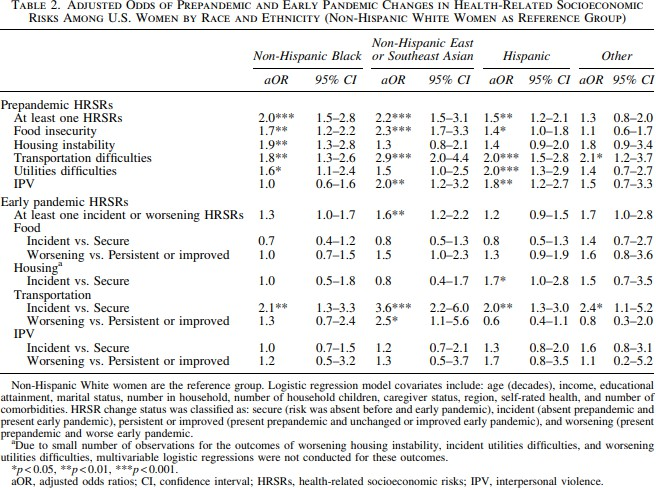 TABLE 2. ADJUSTED ODDS OF PREPANDEMIC AND EARLY PANDEMIC CHANGES IN HEALTH-RELATED SOCIOECONOMIC
RISKS AMONG U.S. WOMEN BY RACE AND ETHNICITY (NON-HISPANIC WHITE WOMEN AS REFERENCE GROUP)
Non-Hispanic Black Non-Hispanic East or Southeast Asian Hispanic Other
aOR 95% CI aOR 95% CI aOR 95% CI aOR 95% CI
Prepandemic HRSRs
At least one HRSRs 2.0*** 1.5–2.8 2.2*** 1.5–3.1 1.5** 1.2–2.1 1.3 0.8–2.0
Food insecurity 1.7** 1.2–2.2 2.3*** 1.7–3.3 1.4* 1.0–1.8 1.1 0.6–1.7
Housing instability 1.9** 1.3–2.8 1.3 0.8–2.1 1.4 0.9–2.0 1.8 0.9–3.4
Transportation difficulties 1.8** 1.3–2.6 2.9*** 2.0–4.4 2.0*** 1.5–2.8 2.1* 1.2–3.7
Utilities difficulties 1.6* 1.1–2.4 1.5 1.0–2.5 2.0*** 1.3–2.9 1.4 0.7–2.7
IPV 1.0 0.6–1.6 2.0** 1.2–3.2 1.8** 1.2–2.7 1.5 0.7–3.3
Early pandemic HRSRs
At least one incident or worsening HRSRs 1.3 1.0–1.7 1.6** 1.2–2.2 1.2 0.9–1.5 1.7 1.0–2.8
Food
Incident vs. Secure 0.7 0.4–1.2 0.8 0.5–1.3 0.8 0.5–1.3 1.4 0.7–2.7
Worsening vs. Persistent or improved 1.0 0.7–1.5 1.5 1.0–2.3 1.3 0.9–1.9 1.6 0.8–3.6
Housingᵃ
Incident vs. Secure 1.0 0.5–1.8 0.8 0.4–1.7 1.7* 1.0–2.8 1.5 0.7–3.5
Transportation
Incident vs. Secure 2.1** 1.3–3.3 3.6*** 2.2–6.0 2.0** 1.3–3.0 2.4* 1.1–5.2
Worsening vs. Persistent or improved 1.3 0.7–2.4 2.5* 1.1–5.6 0.6 0.4–1.1 0.8 0.3–2.0
IPV
Incident vs. Secure 1.0 0.7–1.5 1.2 0.7–2.1 1.3 0.8–2.0 1.6 0.8–3.1
Worsening vs. Persistent or improved 1.2 0.5–3.2 1.3 0.5–3.7 1.7 0.8–3.5 1.1 0.2–5.2
Non-Hispanic White women are the reference group. Logistic regression model covariates include: age (decades), income, educational
attainment, marital status, number in household, number of household children, caregiver status, region, self-rated health, and number of
comorbidities. HRSR change status was classified as: secure (risk was absent before and early pandemic), incident (absent prepandemic and
present early pandemic), persistent or improved (present prepandemic and unchanged or improved early pandemic), and worsening (present
prepandemic and worse early pandemic).
ᵃDue to small number of observations for the outcomes of worsening housing instability, incident utilities difficulties, and worsening
utilities difficulties, multivariable logistic regressions were not conducted for these outcomes.
*p < 0.05, **p < 0.01, ***p < 0.001.
aOR, adjusted odds ratios; CI, confidence interval; HRSRs, health-related socioeconomic risks; IPV, interpersonal violence.